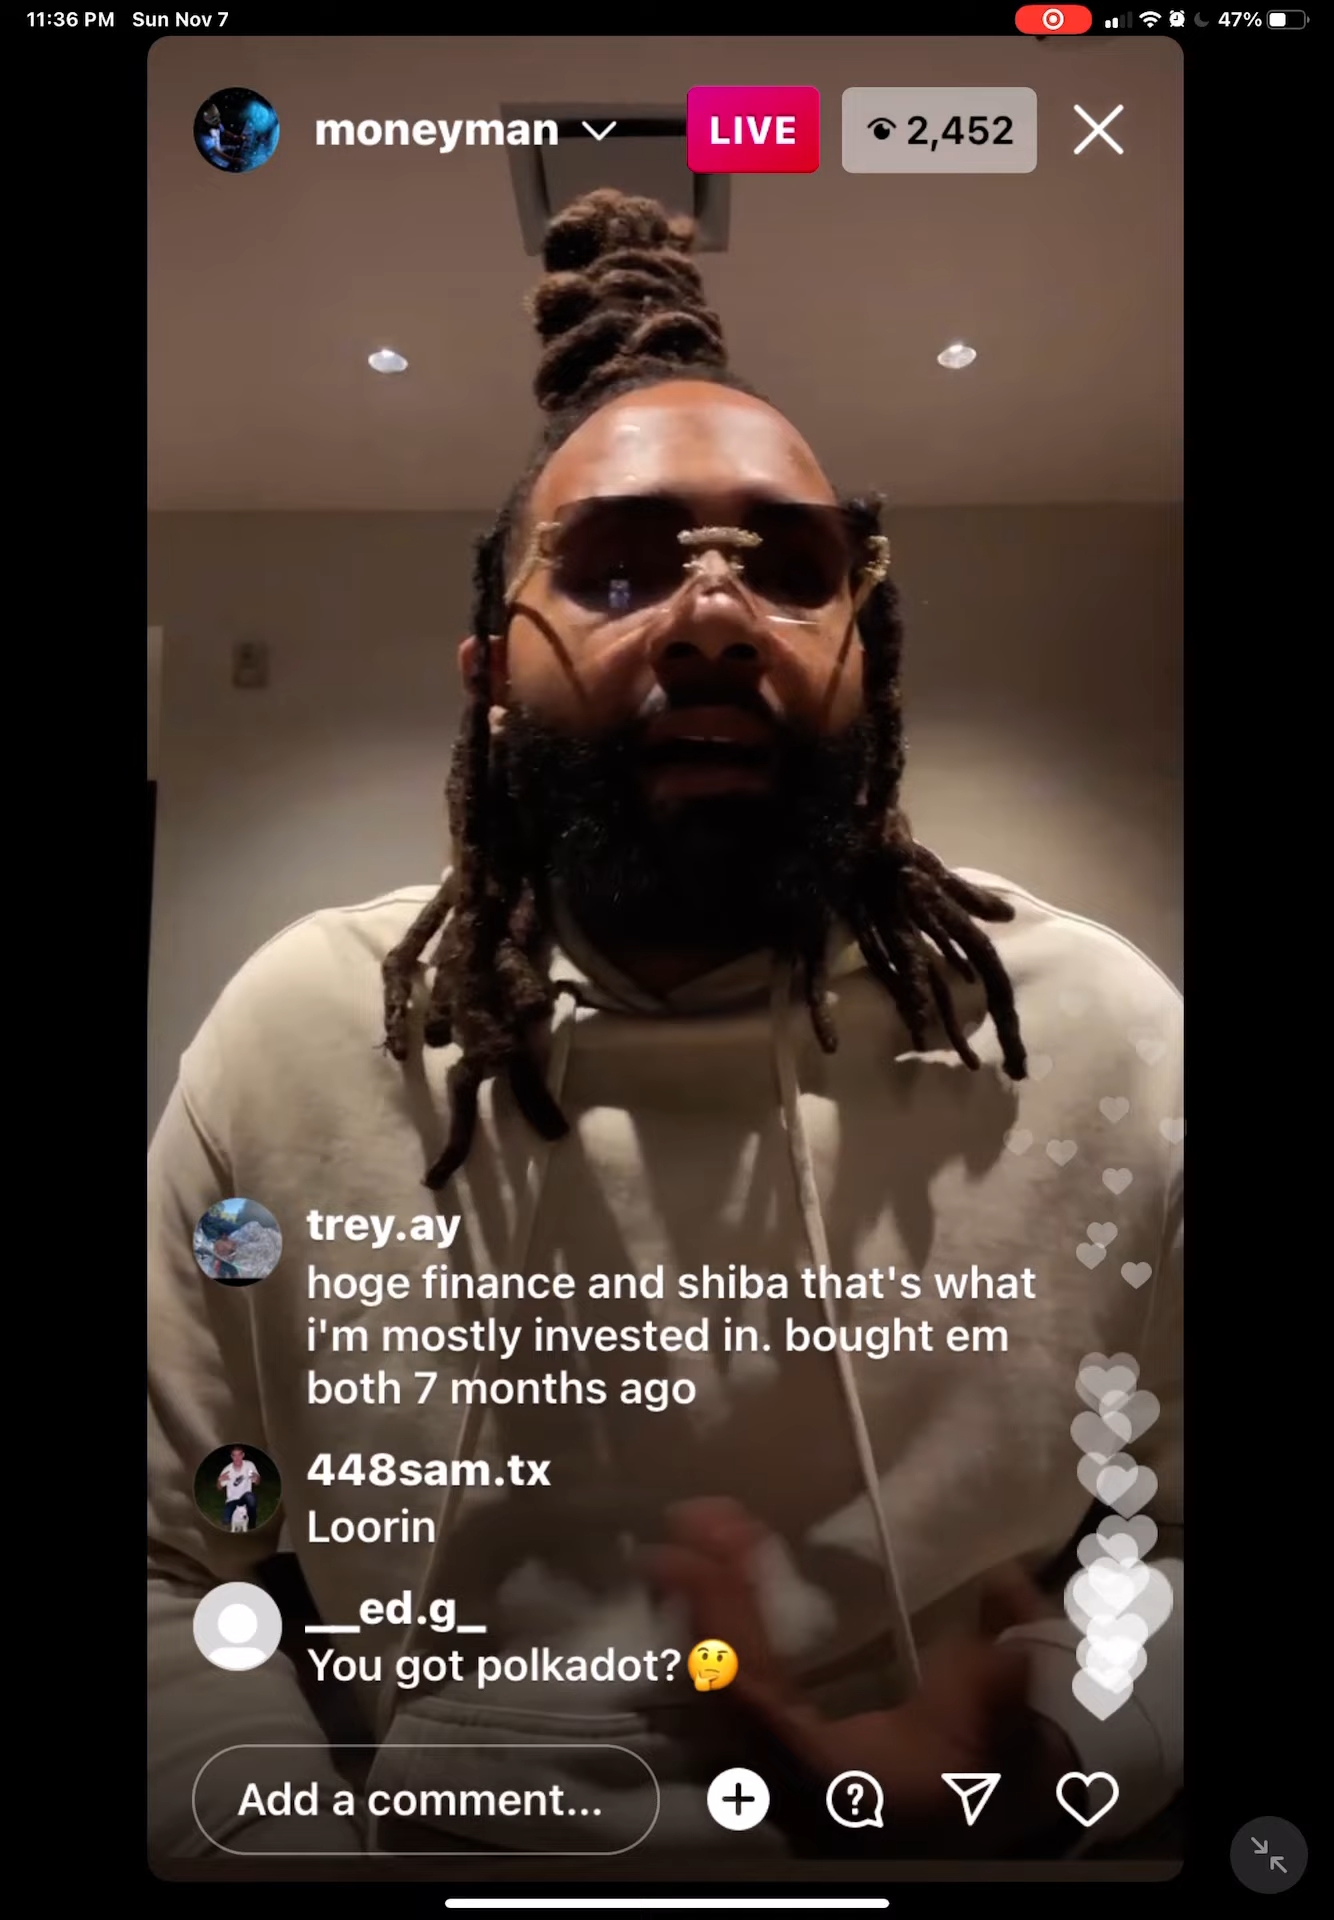 11:36 PM Sun Nov 7
47%
moneyman
LIVE
2,452
trey.ay
hoge finance and shiba that's what
i'm mostly invested in. bought em
both 7 months ago
448sam.tx
Loorin
__ed.g_
You got polkadot?🤔
Add a comment...